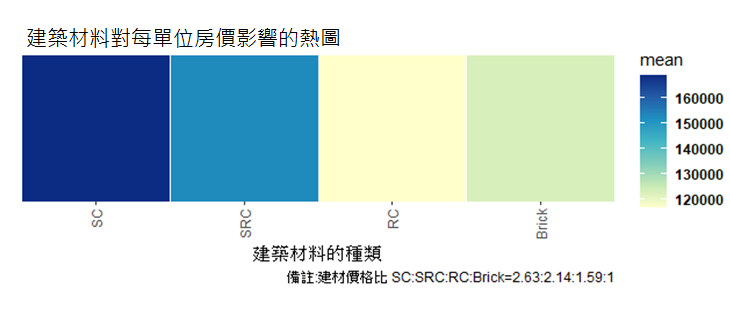 建築材料對每單位房價影響的熱圖
mean
160000
150000
140000
130000
120000
SC
SRC
RC
Brick
建築材料的種類
備註:建材價格比 SC:SRC:RC:Brick=2.63:2.14:1.59:1